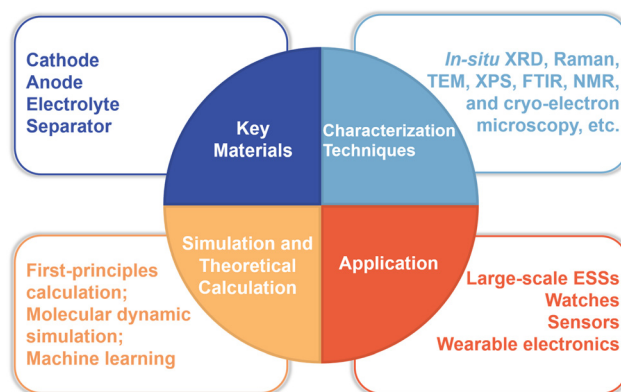 Cathode
Anode
Electrolyte
Separator
Key
Materials
In-situ XRD, Raman,
TEM, XPS, FTIR, NMR,
and cryo-electron
microscopy, etc.
Characterization
Techniques
First-principles
calculation;
Molecular dynamic
simulation;
Machine learning
Simulation and
Theoretical
Calculation
Application
Large-scale ESSs
Watches
Sensors
Wearable electronics